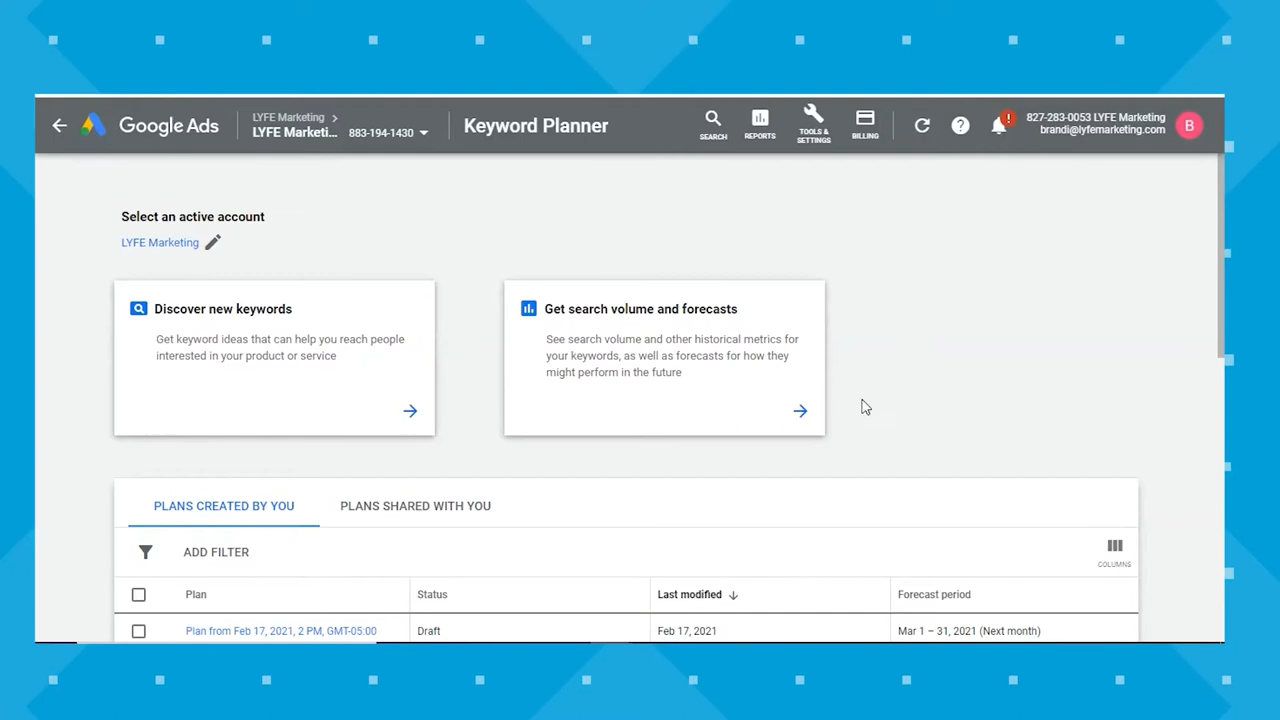 Google Ads
LYFE Marketing
LYFE Marketi... 883-194-1430
Keyword Planner
SEARCH
REPORTS
TOOLS &
SETTINGS
BILLING
!
827-283-0053 LYFE Marketing
brandi@lyfemarketing.com
B
Select an active account
LYFE Marketing
Discover new keywords
Get keyword ideas that can help you reach people
interested in your product or service
Get search volume and forecasts
See search volume and other historical metrics for
your keywords, as well as forecasts for how they
might perform in the future
PLANS CREATED BY YOU
PLANS SHARED WITH YOU
ADD FILTER
COLUMNS
Plan Status Last modified Forecast period
Plan from Feb 17, 2021, 2 PM, GMT-05:00 Draft Feb 17, 2021 Mar 1 – 31, 2021 (Next month)